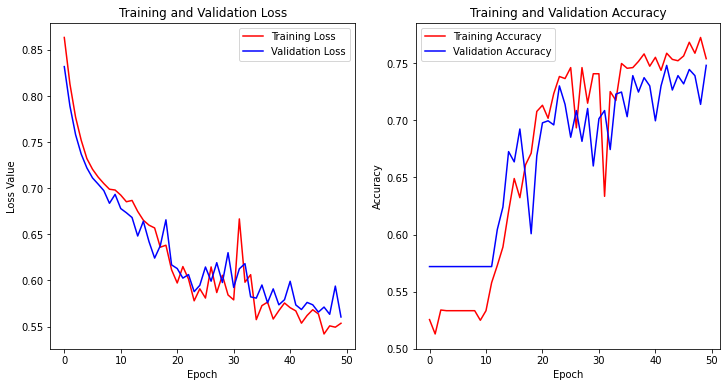 Training and Validation Loss
Training Loss
Validation Loss
0.85
0.80
0.75
0.70
0.65
0.60
0.55
Loss Value
0 10 20 30 40 50
Epoch
Training and Validation Accuracy
Training Accuracy
Validation Accuracy
0.75
0.70
0.65
0.60
0.55
0.50
Accuracy
0 10 20 30 40 50
Epoch